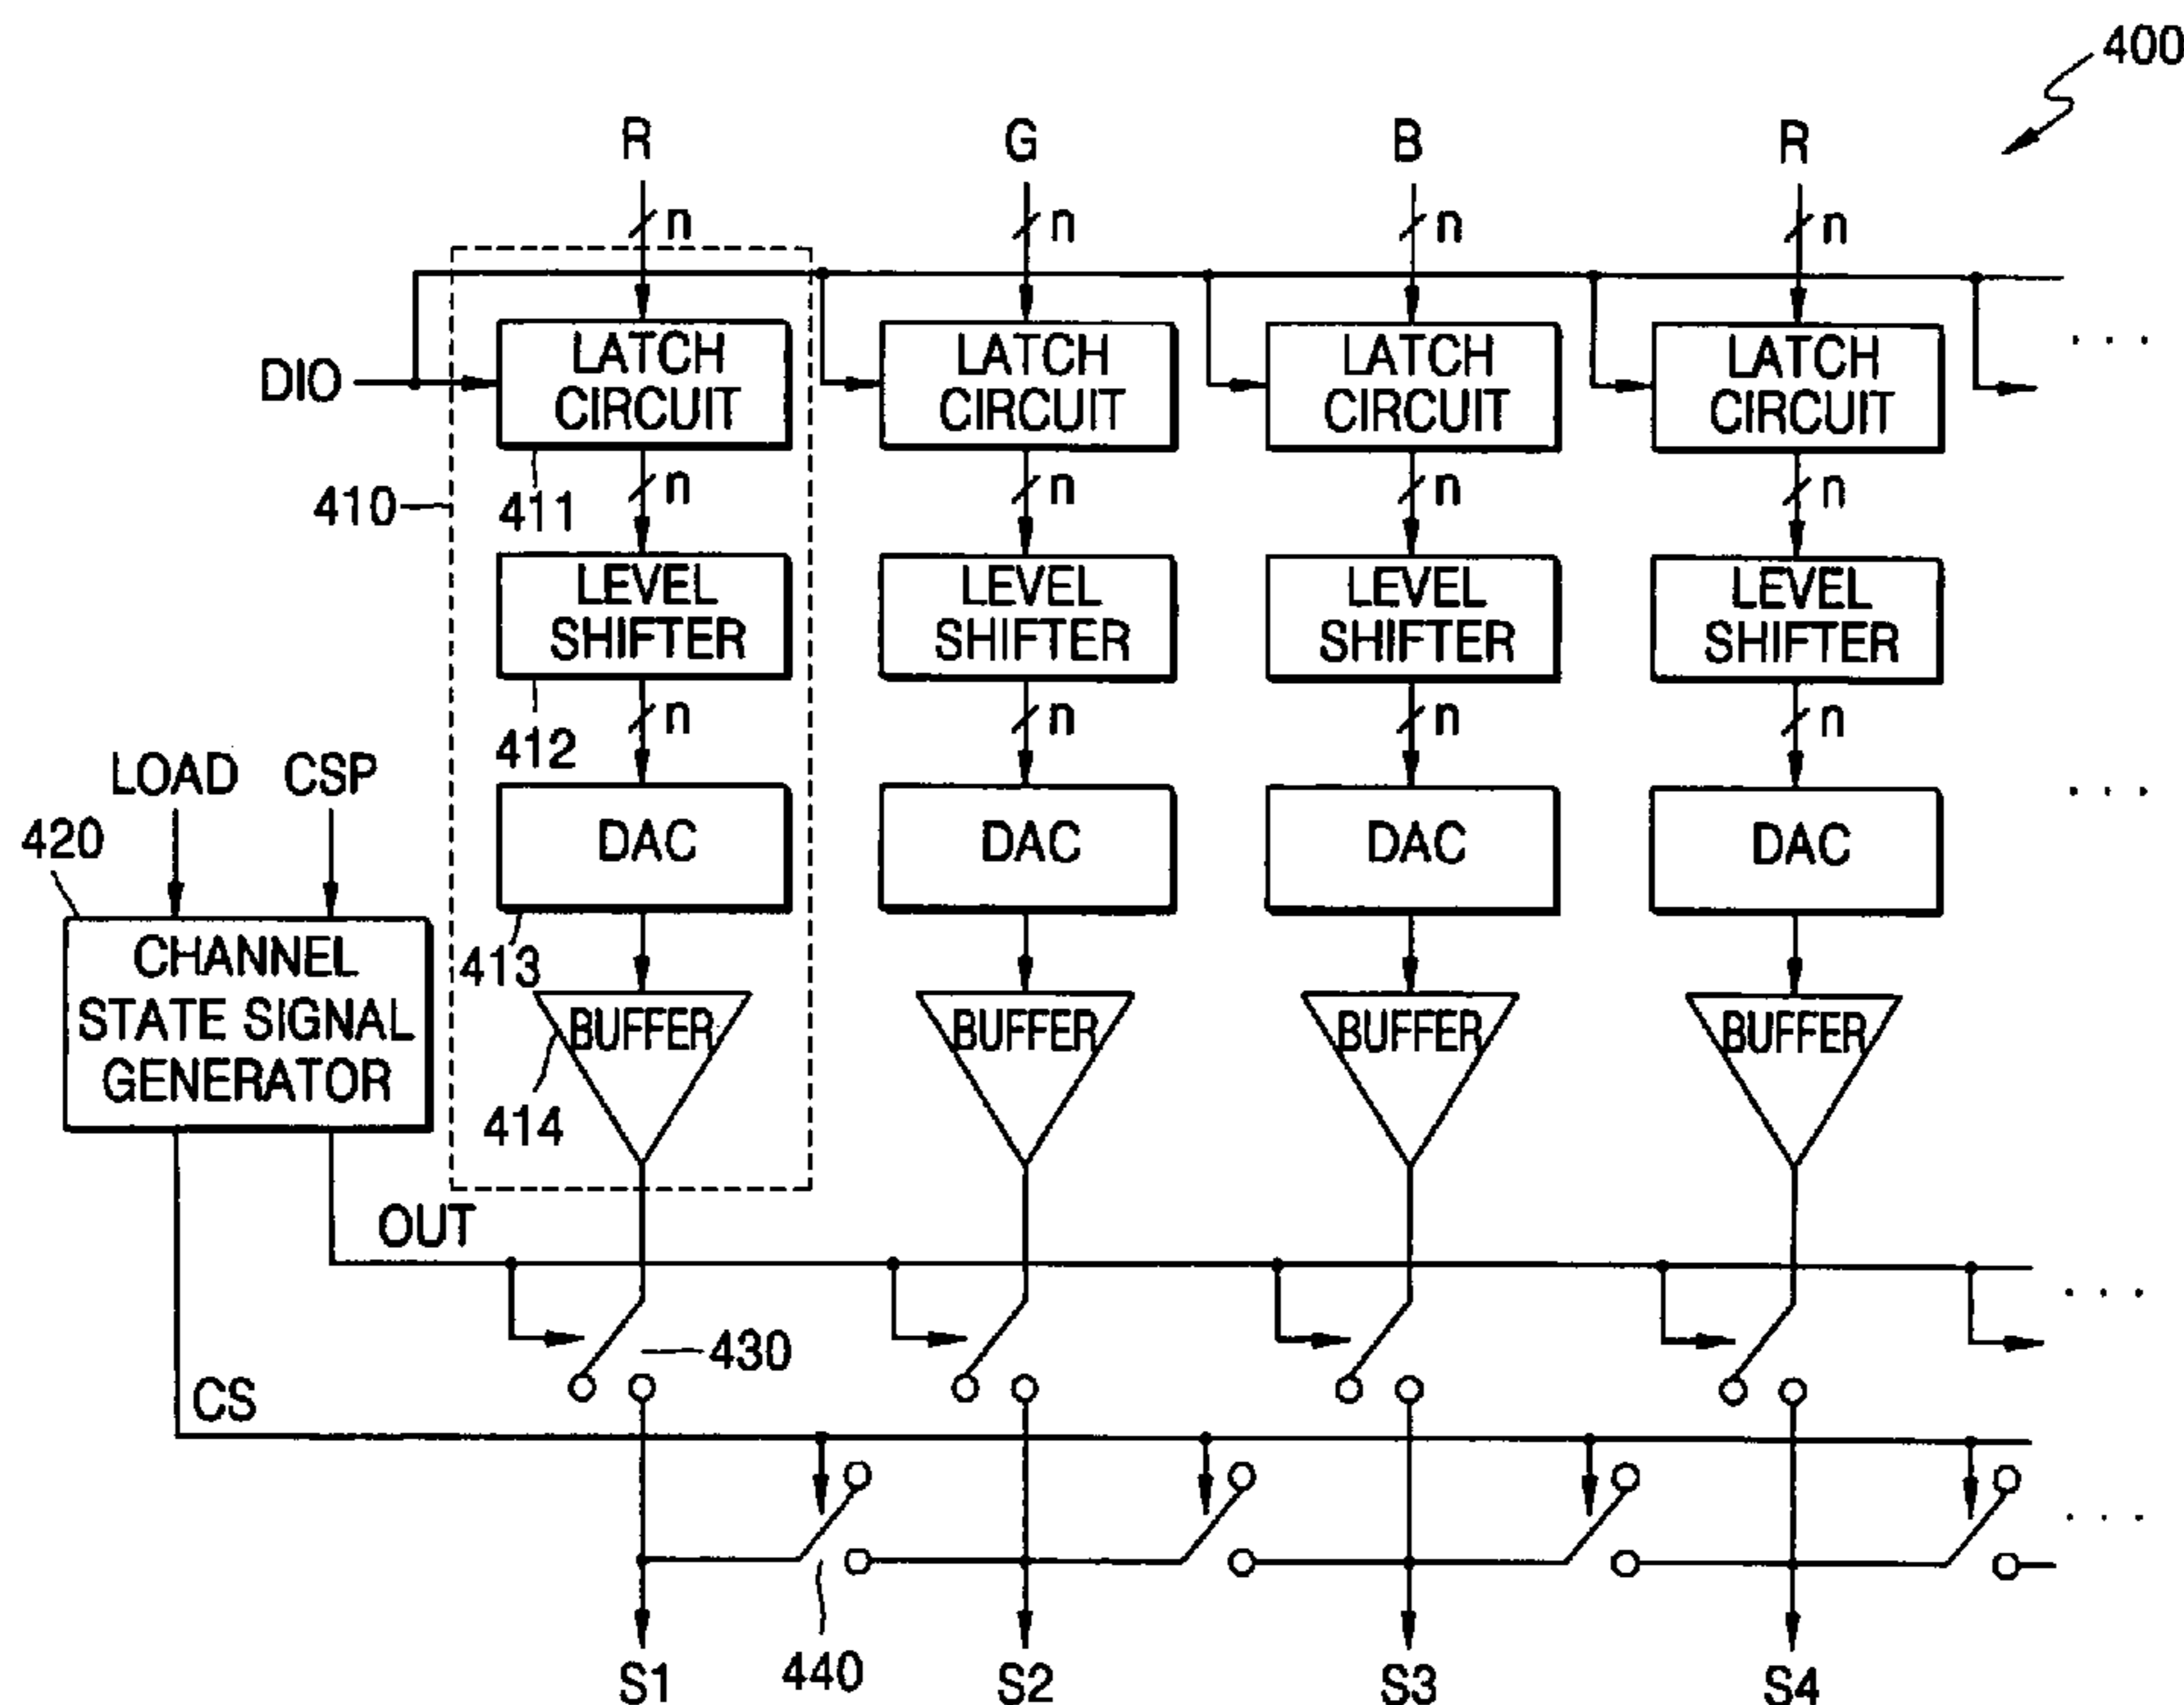 400
R G B R
n n n n
DIO
LATCH CIRCUIT LATCH CIRCUIT LATCH CIRCUIT LATCH CIRCUIT
. . .
410 411
n n n n
LEVEL SHIFTER LEVEL SHIFTER LEVEL SHIFTER LEVEL SHIFTER
412
n n n n
LOAD CSP
420
DAC DAC DAC DAC
. . .
413
CHANNEL
STATE SIGNAL
GENERATOR
BUFFER BUFFER BUFFER BUFFER
414
OUT
. . .
430
CS
. . .
440
S1 S2 S3 S4